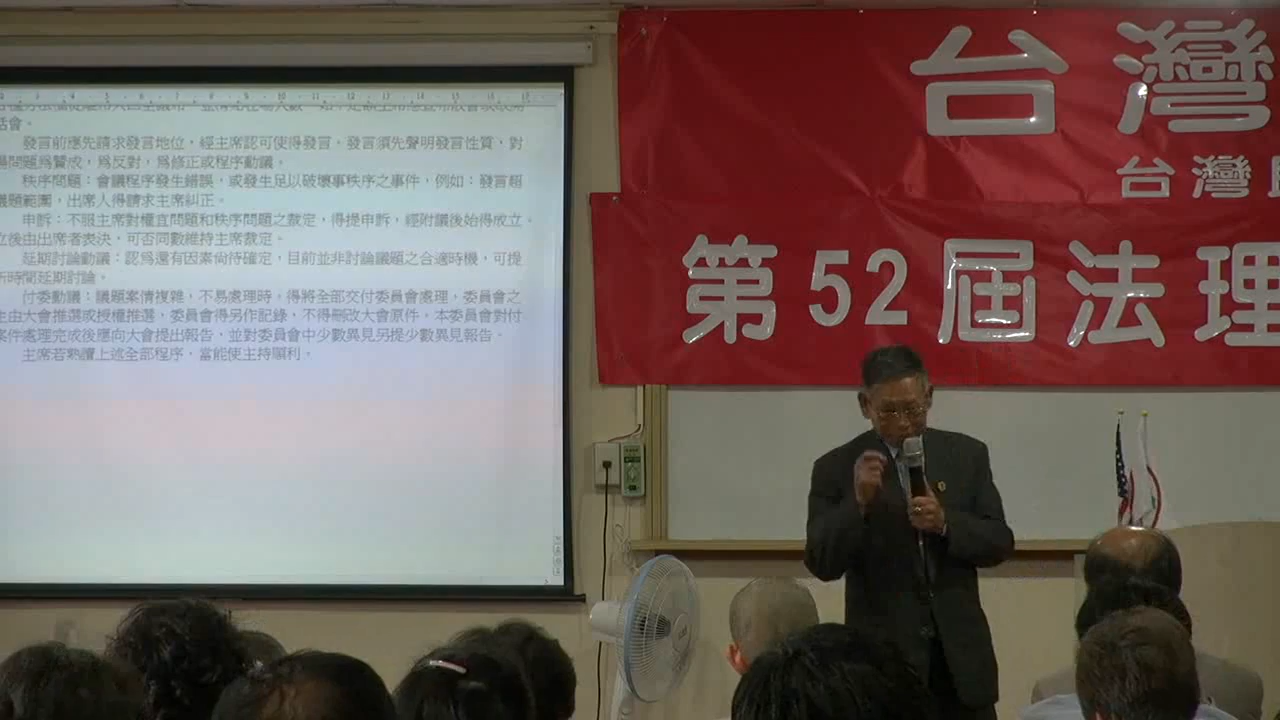 話會。
發言前應先請求發言地位，經主席認可使得發言。發言須先聲明發言性質，對
問題為贊成，為反對，為修正或程序動議。
秩序問題：會議程序發生錯誤，或發生足以破壞事秩序之事件，例如：發言超
議題範圍，出席人得請求主席糾正。
申訴：不服主席對權宜問題和秩序問題之裁定，得提申訴，經附議後始得成立。
立後由出席者表決，可否同數維持主席裁定。
延期討論動議：認為還有因素尚待確定，目前並非討論議題之合適時機，可提
所時間延期討論。
付委動議：議題案情複雜，不易處理時，得將全部交付委員會處理，委員會之
生由大會推選或授權推選，委員會得另作記錄，不得刪改大會原件，本委員會對付
案件處理完成後應向大會提出報告，並對委員會中少數異見另提少數異見報告。
主席若熟讀上述全部程序，當能使主持順利。
台灣
台灣
第52屆法理